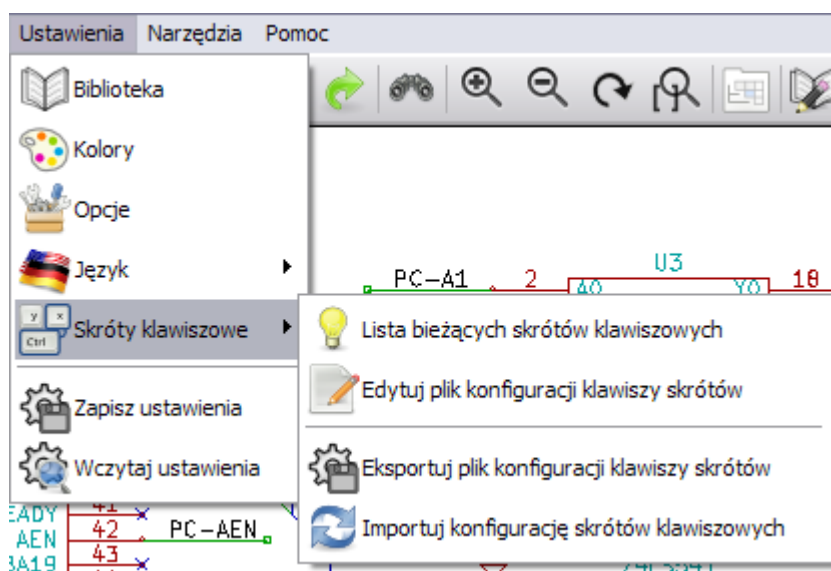 Ustawienia Narzędzia Pomoc
Biblioteka
Kolory
Opcje
Język
Skróty klawiszowe
Zapisz ustawienia
Wczytaj ustawienia
Lista bieżących skrótów klawiszowych
Edytuj plik konfiguracji klawiszy skrótów
Eksportuj plik konfiguracji klawiszy skrótów
Importuj konfigurację skrótów klawiszowych
y x
Ctrl
U3
PC-A1 2 A0 Y0 18
41
AEN 42 PC-AEN
BA19 43